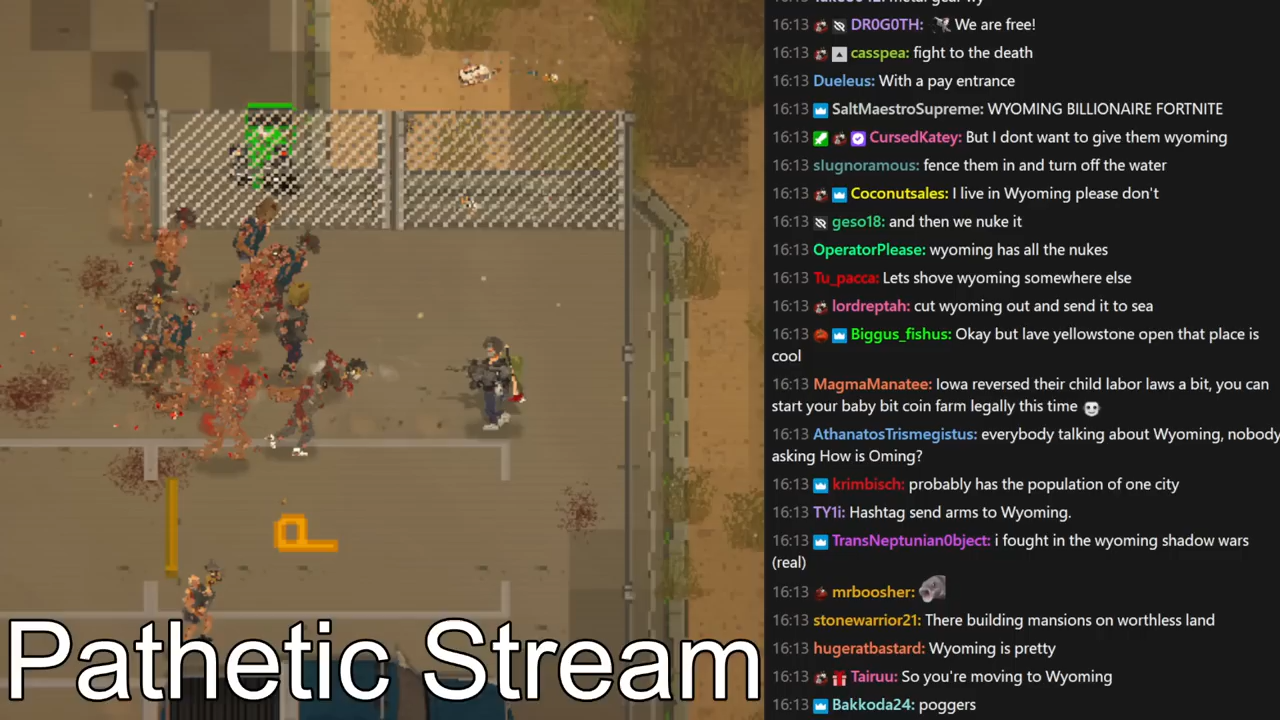 16:13 DR0G0TH: We are free!
16:13 casspea: fight to the death
16:13 Dueleus: With a pay entrance
16:13 SaltMaestroSupreme: WYOMING BILLIONAIRE FORTNITE
16:13 CursedKatey: But I dont want to give them wyoming
16:13 slugnoramous: fence them in and turn off the water
16:13 Coconutsales: I live in Wyoming please don't
16:13 geso18: and then we nuke it
16:13 OperatorPlease: wyoming has all the nukes
16:13 Tu_pacca: Lets shove wyoming somewhere else
16:13 lordreptah: cut wyoming out and send it to sea
16:13 Biggus_fishus: Okay but lave yellowstone open that place is
cool
16:13 MagmaManatee: Iowa reversed their child labor laws a bit, you can
start your baby bit coin farm legally this time
16:13 AthanatosTrismegistus: everybody talking about Wyoming, nobody
asking How is Oming?
16:13 krimbisch: probably has the population of one city
16:13 TY1i: Hashtag send arms to Wyoming.
16:13 TransNeptunian0bject: i fought in the wyoming shadow wars
(real)
16:13 mrboosher:
16:13 stonewarrior21: There building mansions on worthless land
16:13 hugeratbastard: Wyoming is pretty
16:13 Tairuu: So you're moving to Wyoming
16:13 Bakkoda24: poggers
P
Pathetic Stream